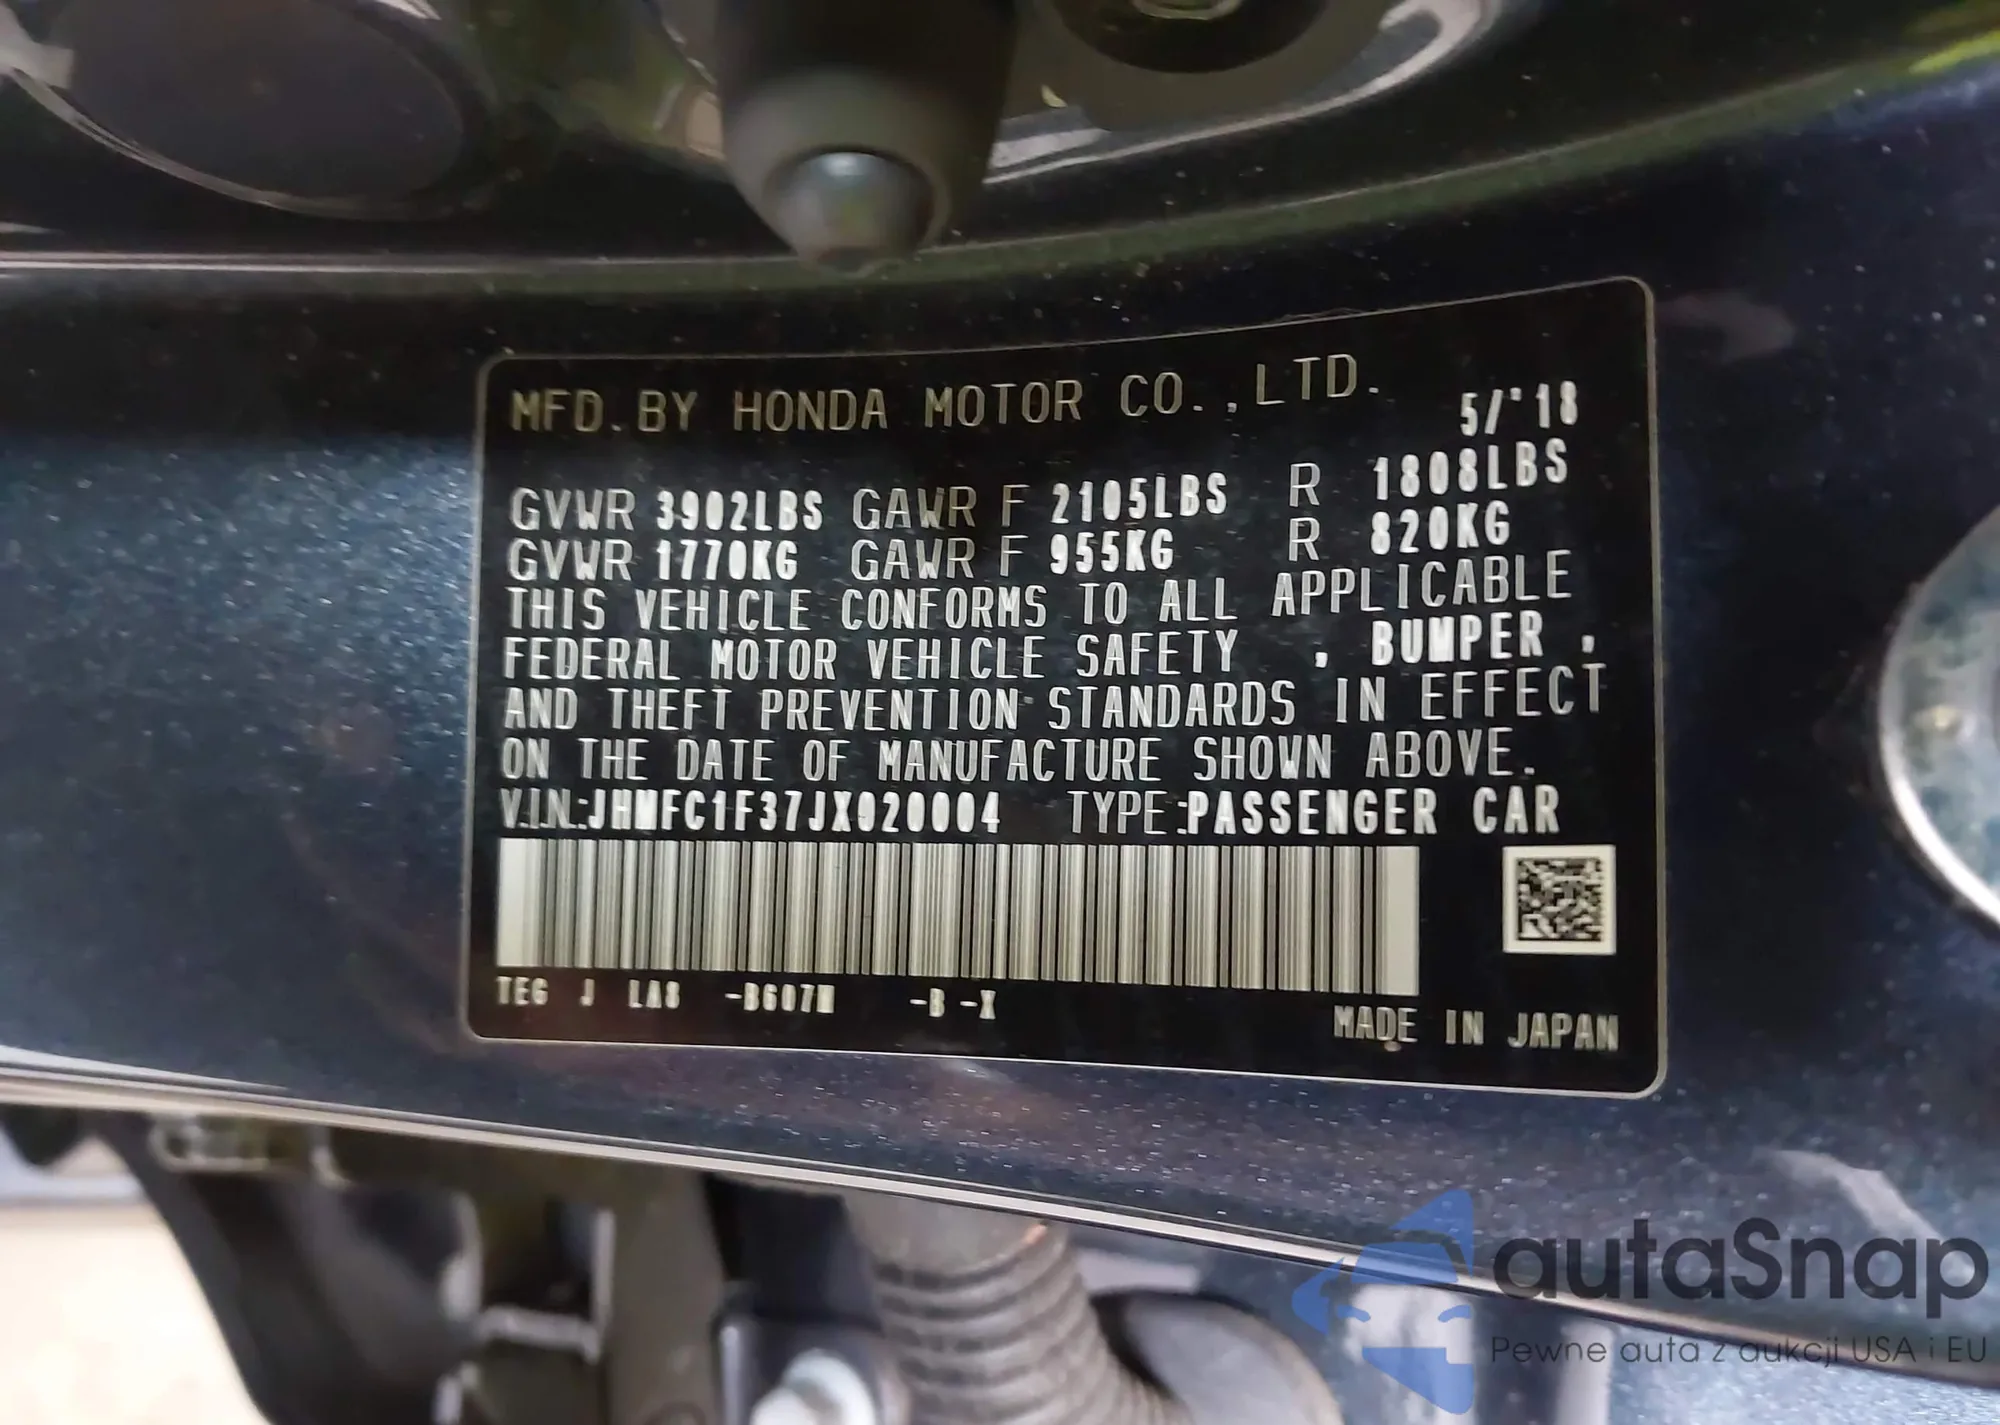 MFD.BY HONDA MOTOR CO.,LTD.
5/'18
GVWR 3902LBS GAWR F 2105LBS R 1808LBS
GVWR 1770KG GAWR F 955KG R 820KG
THIS VEHICLE CONFORMS TO ALL APPLICABLE
FEDERAL MOTOR VEHICLE SAFETY , BUMPER ,
AND THEFT PREVENTION STANDARDS IN EFFECT
ON THE DATE OF MANUFACTURE SHOWN ABOVE.
V.I.N.:JHMFC1F37JX020004 TYPE:PASSENGER CAR
TEG J LA8 -B607M -B -X
MADE IN JAPAN
autaSnap
Pewne auta z aukcji USA i EU